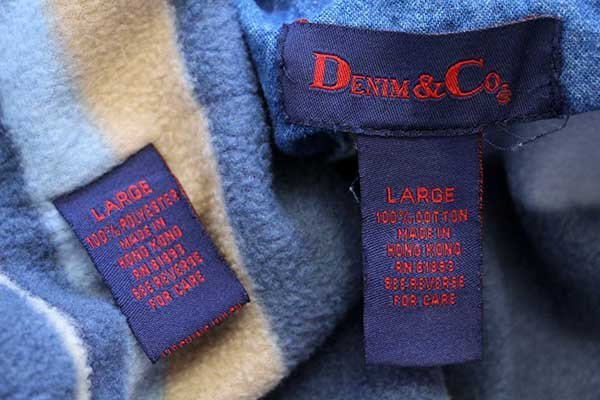 DENIM & CO®
LARGE
100% COTTON
MADE IN
HONG KONG
RN 81993
SEE REVERSE
FOR CARE
LARGE
100% POLYESTER
MADE IN
HONG KONG
RN 81993
SEE REVERSE
FOR CARE